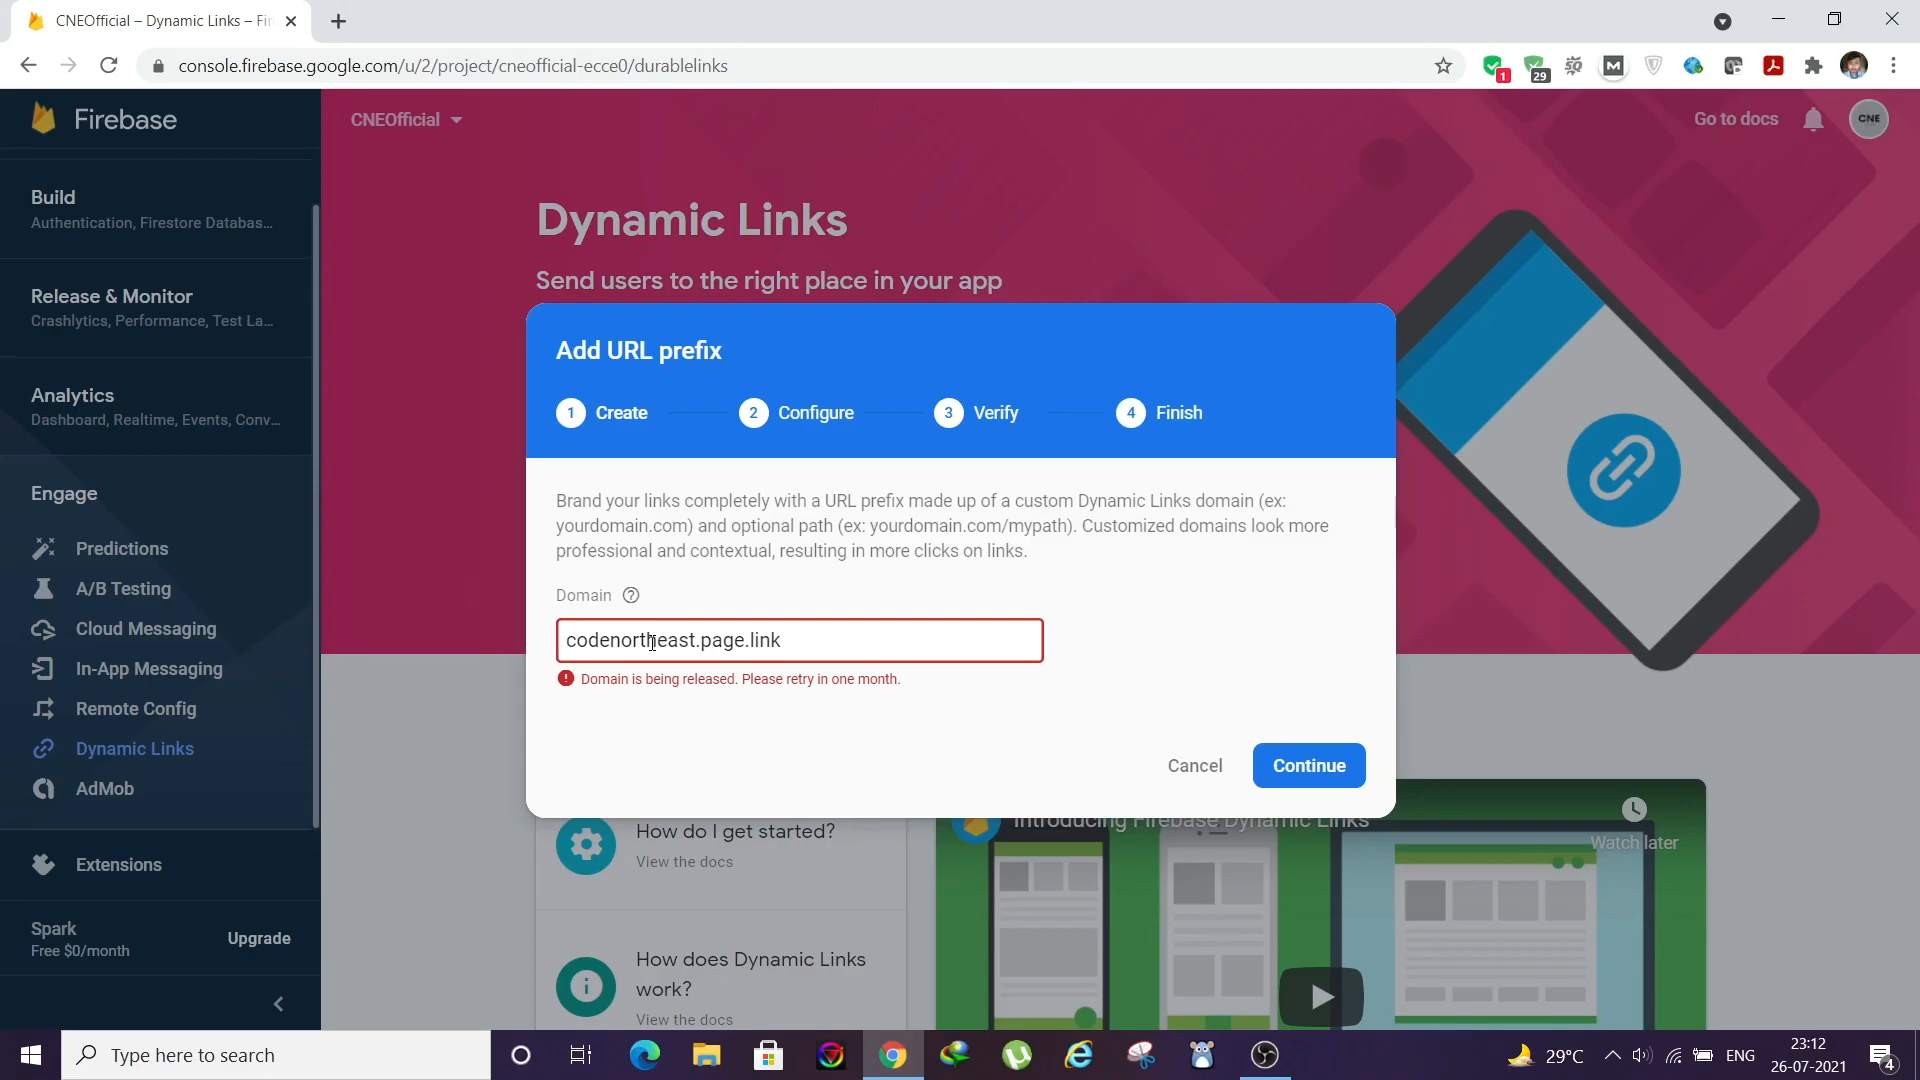 CNEOfficial – Dynamic Links – Fir
console.firebase.google.com/u/2/project/cneofficial-ecce0/durablelinks
1
29
Firebase
CNEOfficial
Go to docs
CNE
Build
Authentication, Firestore Databas...
Release & Monitor
Crashlytics, Performance, Test La...
Analytics
Dashboard, Realtime, Events, Conv...
Engage
Predictions
A/B Testing
Cloud Messaging
In-App Messaging
Remote Config
Dynamic Links
AdMob
Extensions
Spark
Free $0/month
Upgrade
Dynamic Links
Send users to the right place in your app
Add URL prefix
1 Create
2 Configure
3 Verify
4 Finish
Brand your links completely with a URL prefix made up of a custom Dynamic Links domain (ex:
yourdomain.com) and optional path (ex: yourdomain.com/mypath). Customized domains look more
professional and contextual, resulting in more clicks on links.
Domain
codenortheast.page.link
Domain is being released. Please retry in one month.
Cancel
Continue
How do I get started?
View the docs
How does Dynamic Links
work?
View the docs
Introducing Firebase Dynamic Links
Watch later
Type here to search
29°C
ENG
23:12
26-07-2021
4